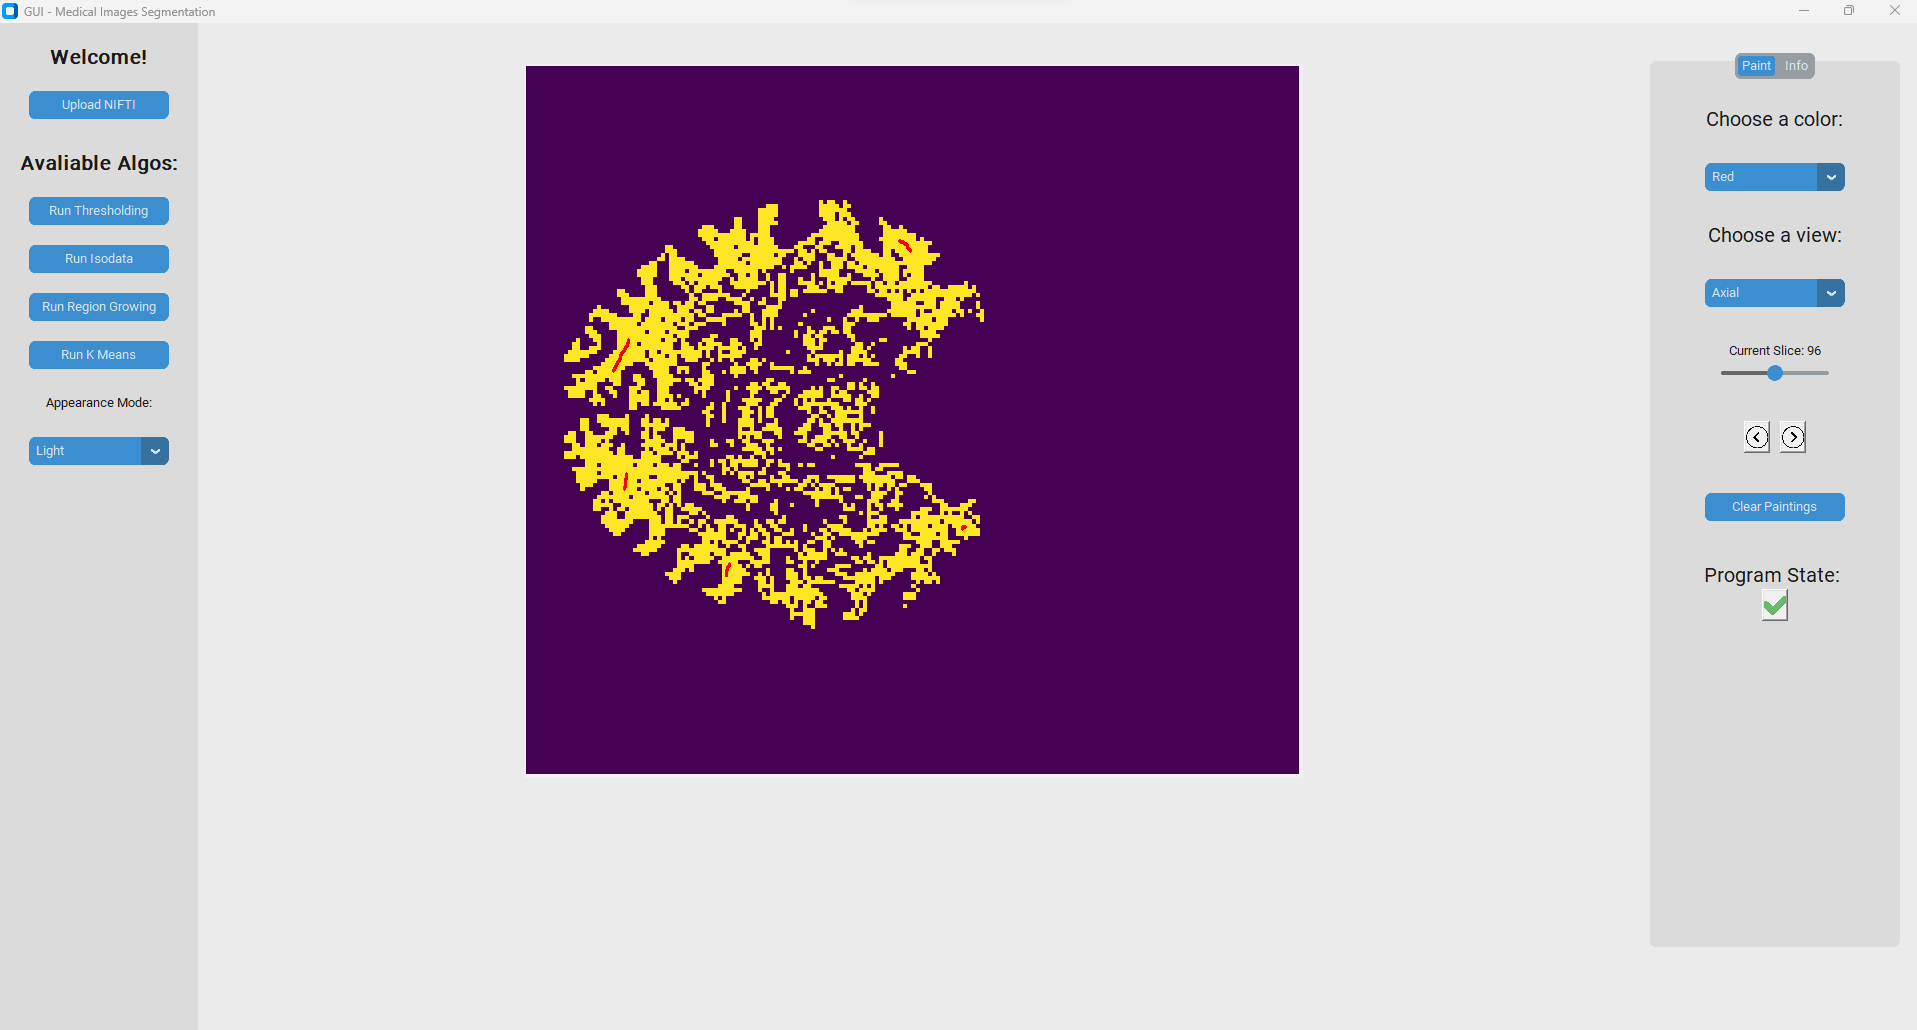 GUI - Medical Images Segmentation
Welcome!
Upload NIFTI
Avaliable Algos:
Run Thresholding
Run Isodata
Run Region Growing
Run K Means
Appearance Mode:
Light
Paint Info
Choose a color:
Red
Choose a view:
Axial
Current Slice: 96
Clear Paintings
Program State: